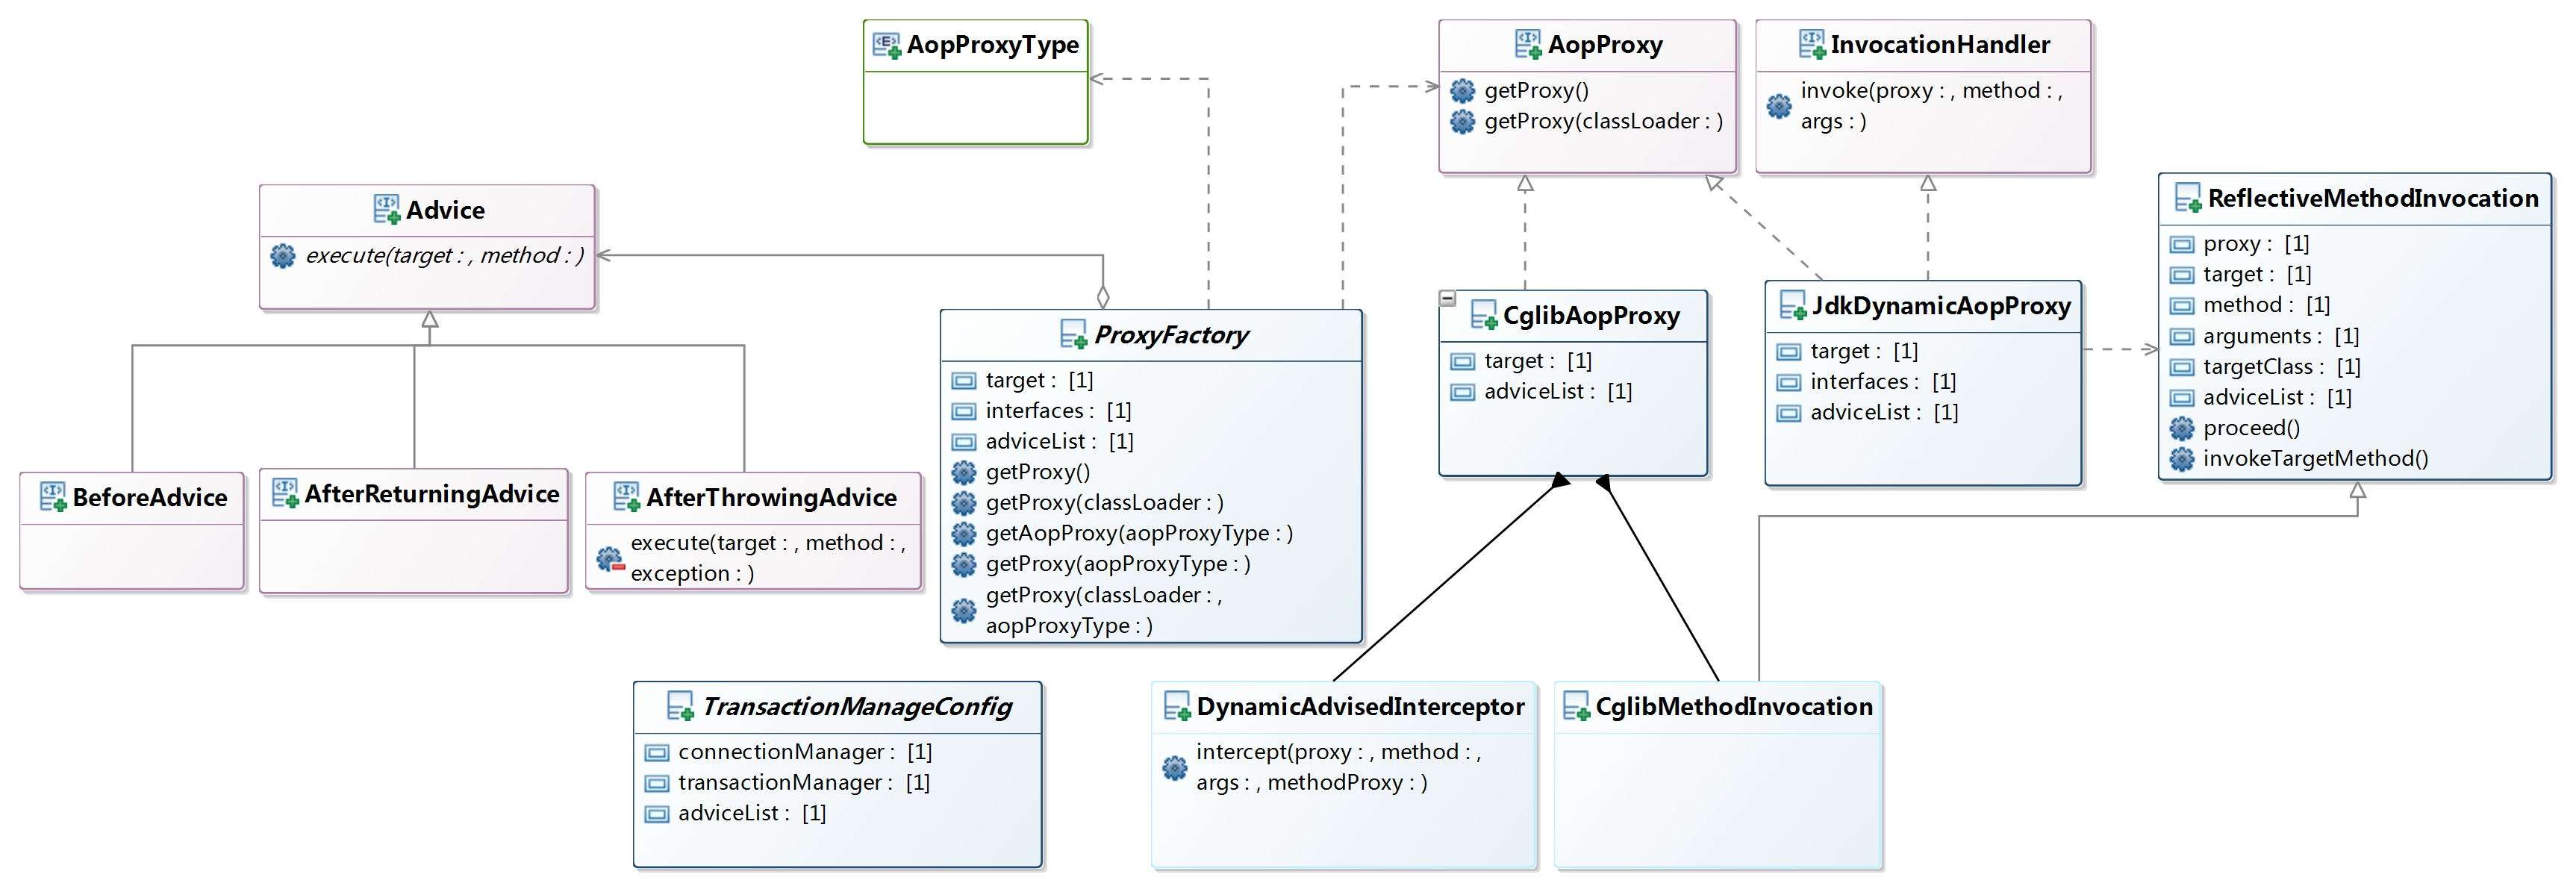 AopProxyType
AopProxy
getProxy()
getProxy(classLoader : )
InvocationHandler
invoke(proxy : , method : ,
args : )
Advice
execute(target : , method : )
ReflectiveMethodInvocation
proxy :  [1]
target :  [1]
method :  [1]
arguments :  [1]
targetClass :  [1]
adviceList :  [1]
proceed()
invokeTargetMethod()
ProxyFactory
target :  [1]
interfaces :  [1]
adviceList :  [1]
getProxy()
getProxy(classLoader : )
getAopProxy(aopProxyType : )
getProxy(aopProxyType : )
getProxy(classLoader : ,
aopProxyType : )
CglibAopProxy
target :  [1]
adviceList :  [1]
JdkDynamicAopProxy
target :  [1]
interfaces :  [1]
adviceList :  [1]
BeforeAdvice
AfterReturningAdvice
AfterThrowingAdvice
execute(target : , method : ,
exception : )
TransactionManageConfig
connectionManager :  [1]
transactionManager :  [1]
adviceList :  [1]
DynamicAdvisedInterceptor
intercept(proxy : , method : ,
args : , methodProxy : )
CglibMethodInvocation